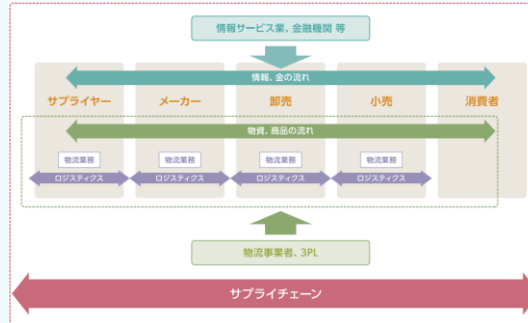 情報サービス業、金融機関 等
情報、金の流れ
サプライヤー
メーカー
卸売
小売
消費者
物資、商品の流れ
物流業務
物流業務
物流業務
物流業務
ロジスティクス
ロジスティクス
ロジスティクス
ロジスティクス
物流事業者、3PL
サプライチェーン